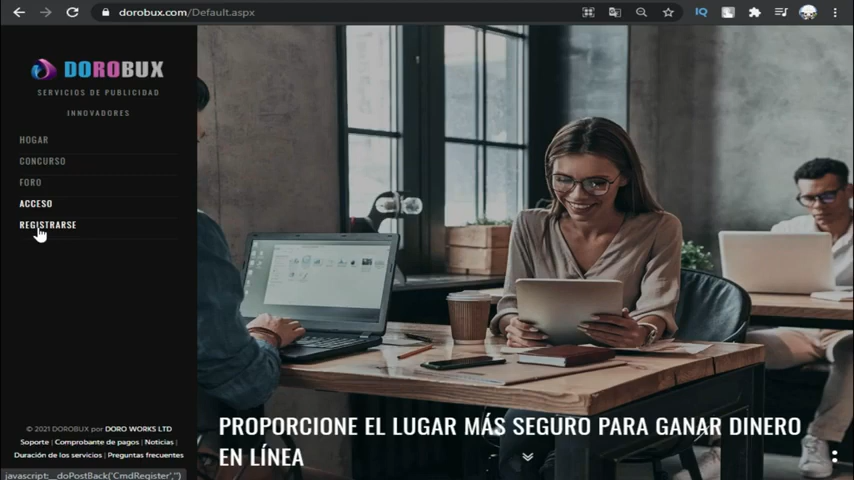 dorobux.com/Default.aspx
IQ
DOROBUX
SERVICIOS DE PUBLICIDAD
INNOVADORES
HOGAR
CONCURSO
FORO
ACCESO
REGISTRARSE
PROPORCIONE EL LUGAR MÁS SEGURO PARA GANAR DINERO
EN LÍNEA
© 2021 DOROBUX por DORO WORKS LTD
Soporte | Comprobante de pagos | Noticias |
Duración de los servicios | Preguntas frecuentes
javascript:__doPostBack('CmdRegister','')